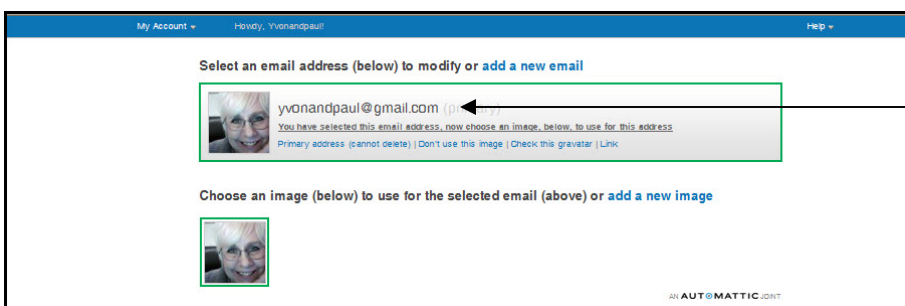 My Account Howdy, Yvonandpaul! Help
Select an email address (below) to modify or add a new email
yvonandpaul@gmail.com (primary)
You have selected this email address, now choose an image, below, to use for this address
Primary address (cannot delete) | Don't use this image | Check this gravatar | Link
Choose an image (below) to use for the selected email (above) or add a new image
AN AUTOMATTIC JOINT